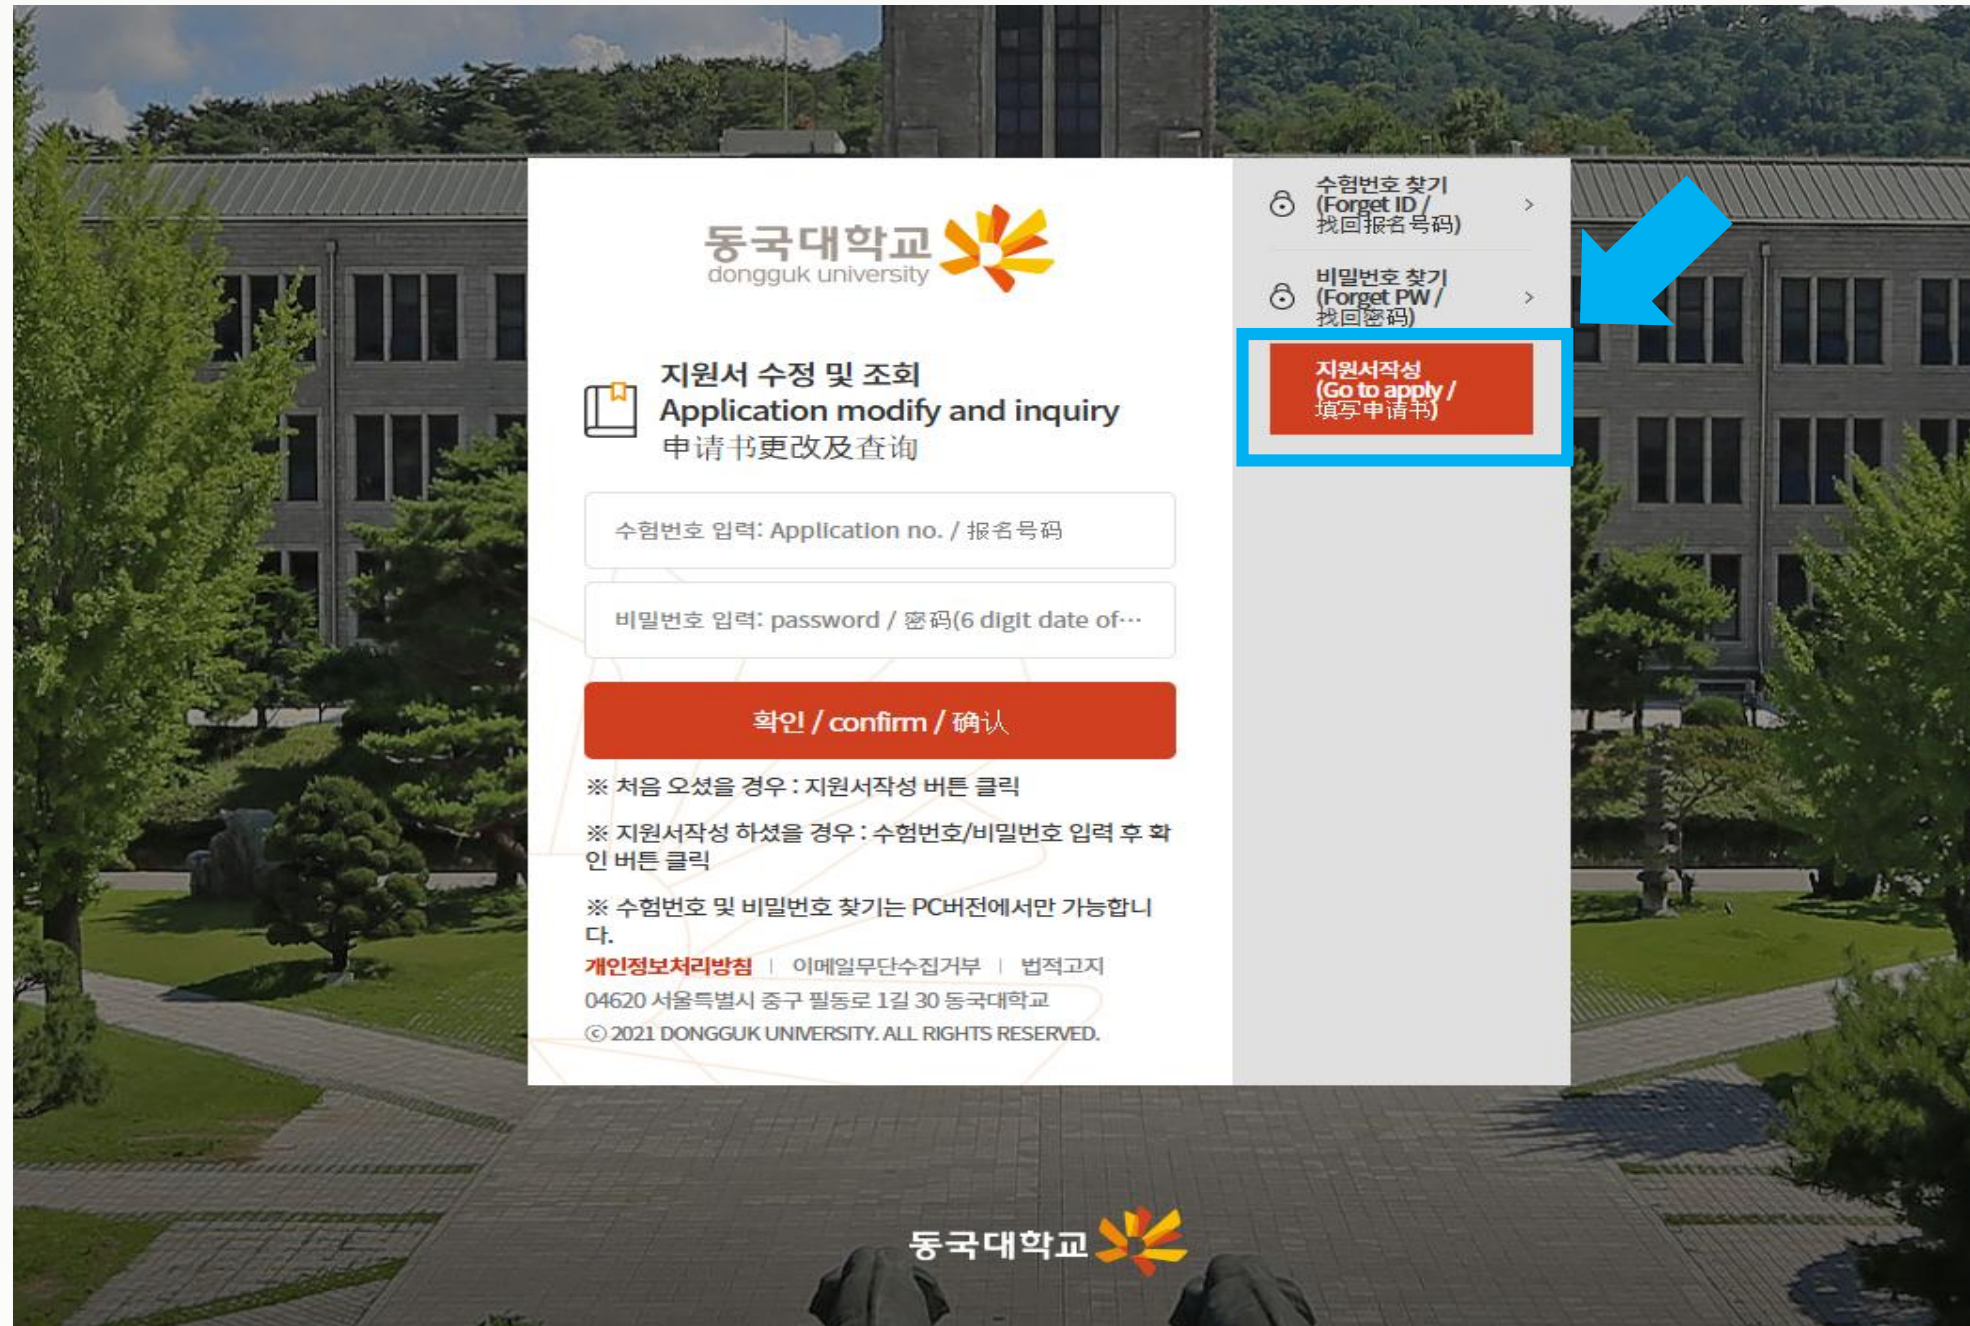 동국대학교
dongguk university
지원서 수정 및 조회
Application modify and inquiry
申请书更改及查询
수험번호 입력: Application no. / 报名号码
비밀번호 입력: password / 密码(6 digit date of…
확인 / confirm / 确认
※ 처음 오셨을 경우 : 지원서작성 버튼 클릭
※ 지원서작성 하셨을 경우 : 수험번호/비밀번호 입력 후 확
인 버튼 클릭
※ 수험번호 및 비밀번호 찾기는 PC버전에서만 가능합니
다.
개인정보처리방침 | 이메일무단수집거부 | 법적고지
04620 서울특별시 중구 필동로 1길 30 동국대학교
ⓒ 2021 DONGGUK UNIVERSITY. ALL RIGHTS RESERVED.
수험번호 찾기
(Forget ID /
找回报名号码)
비밀번호 찾기
(Forget PW /
找回密码)
지원서작성
(Go to apply /
填写申请书)
동국대학교